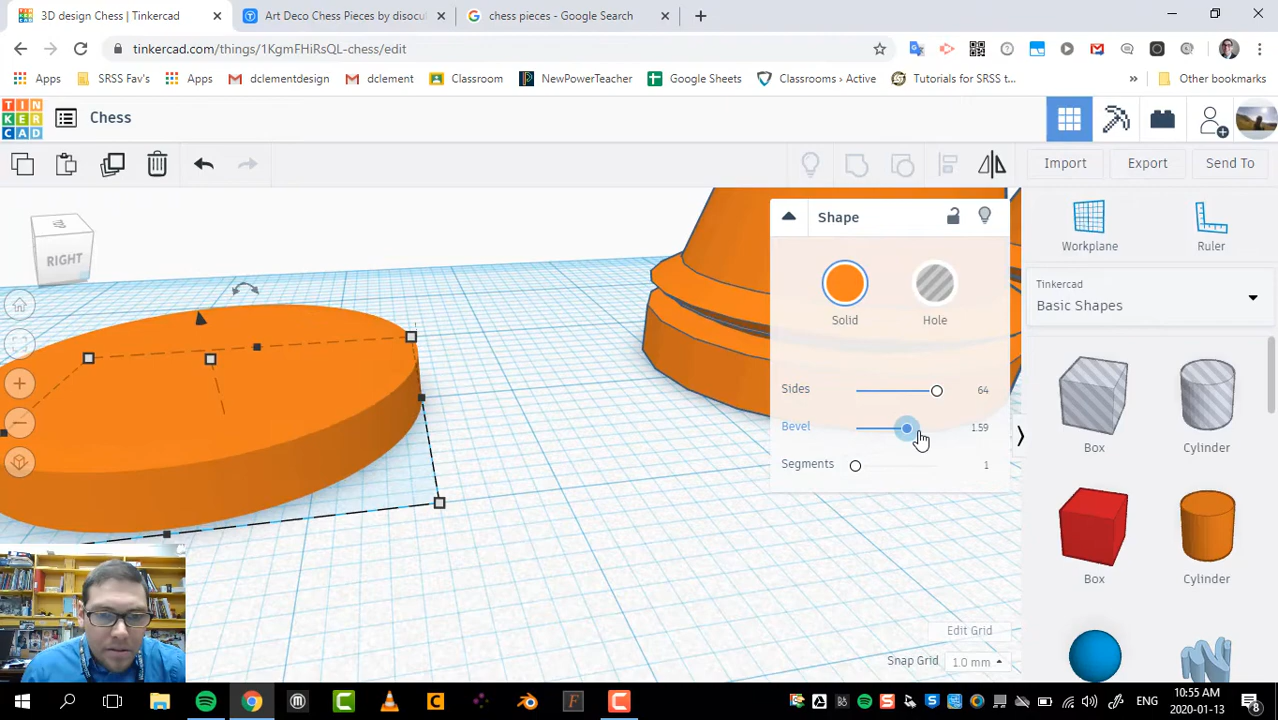 3D design Chess | Tinkercad
Art Deco Chess Pieces by disocul
chess pieces - Google Search
tinkercad.com/things/1KgmFHiRsQL-chess/edit
Apps
SRSS Fav's
Apps
dclementdesign
dclement
Classroom
NewPowerTeacher
Google Sheets
Classrooms › Active
Tutorials for SRSS t...
Other bookmarks
TIN
KER
CAD
Chess
Import
Export
Send To
RIGHT
Shape
Solid
Hole
Sides
64
Bevel
1.59
Segments
1
Workplane
Ruler
Tinkercad
Basic Shapes
Box
Cylinder
Box
Cylinder
Edit Grid
Snap Grid
1.0 mm
ENG
10:55 AM
2020-01-13
8